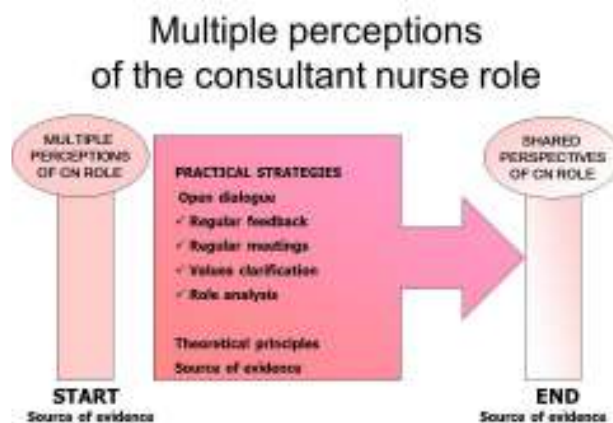 Multiple perceptions
of the consultant nurse role
MULTIPLE
PERCEPTIONS
OF CN ROLE
PRACTICAL STRATEGIES
Open dialogue
✓ Regular feedback
✓ Regular meetings
✓ Values clarification
✓ Role analysis
Theoretical principles
Source of evidence
SHARED
PERSPECTIVES
OF CN ROLE
START
Source of evidence
END
Source of evidence